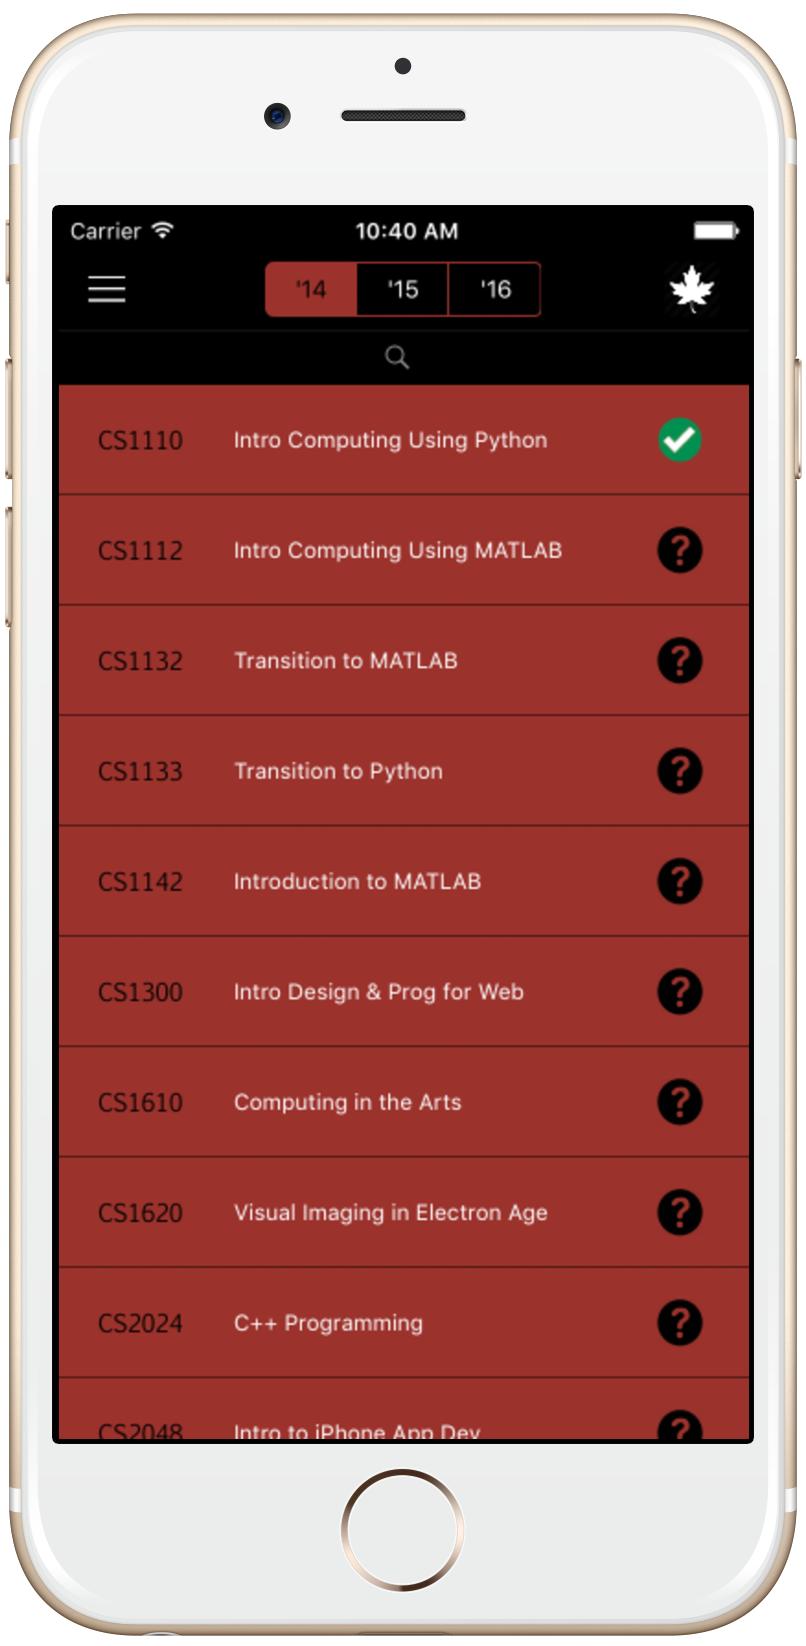 Carrier 10:40 AM
'14 '15 '16
CS1110 Intro Computing Using Python
CS1112 Intro Computing Using MATLAB
CS1132 Transition to MATLAB
CS1133 Transition to Python
CS1142 Introduction to MATLAB
CS1300 Intro Design & Prog for Web
CS1610 Computing in the Arts
CS1620 Visual Imaging in Electron Age
CS2024 C++ Programming
CS2048 Intro to iPhone App Dev